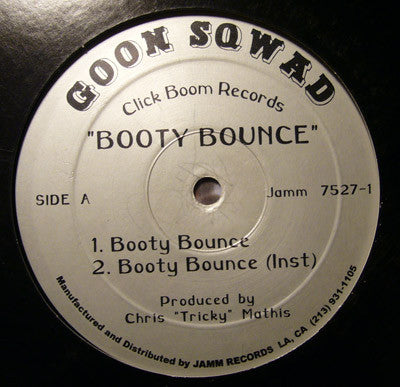 GOON SQWAD
Click Boom Records
"BOOTY BOUNCE"
SIDE A
Jamm 7527-1
1. Booty Bounce
2. Booty Bounce (Inst)
Produced by
Chris "Tricky" Mathis
Manufactured and Distributed by JAMM RECORDS LA, CA (213) 931-1105